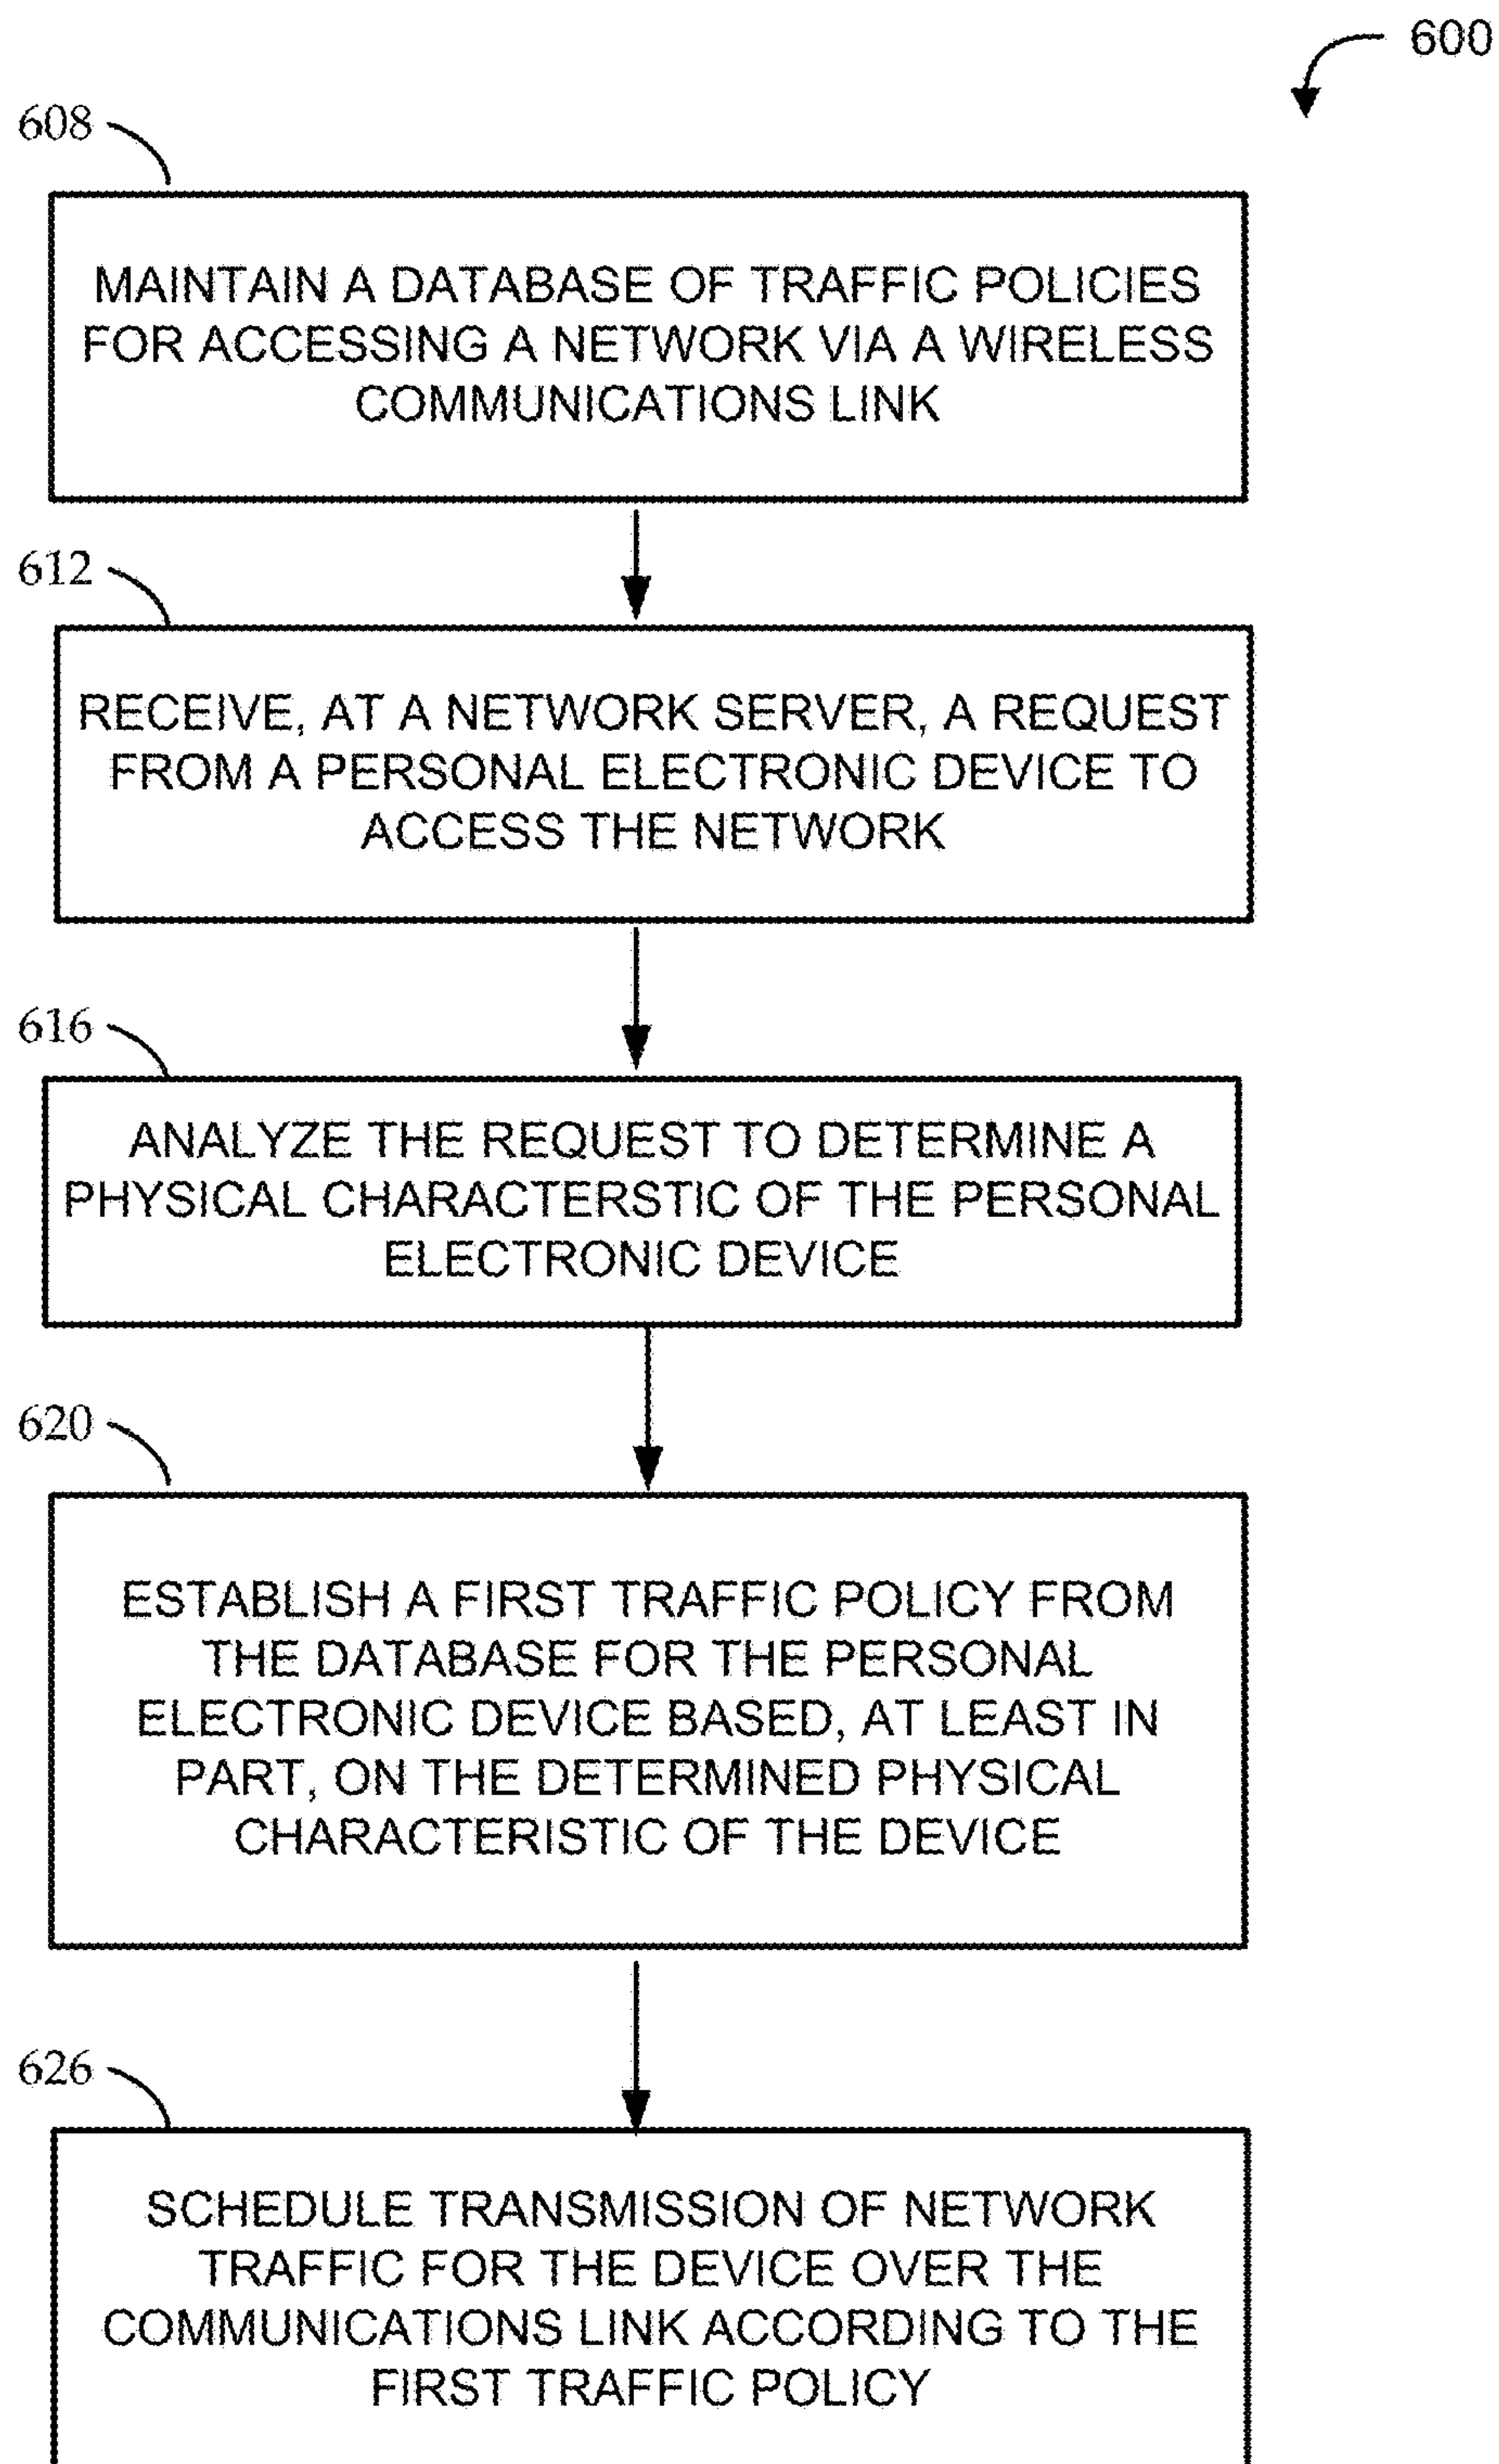 600
608
MAINTAIN A DATABASE OF TRAFFIC POLICIES
FOR ACCESSING A NETWORK VIA A WIRELESS
COMMUNICATIONS LINK
612
RECEIVE, AT A NETWORK SERVER, A REQUEST
FROM A PERSONAL ELECTRONIC DEVICE TO
ACCESS THE NETWORK
616
ANALYZE THE REQUEST TO DETERMINE A
PHYSICAL CHARACTERSTIC OF THE PERSONAL
ELECTRONIC DEVICE
620
ESTABLISH A FIRST TRAFFIC POLICY FROM
THE DATABASE FOR THE PERSONAL
ELECTRONIC DEVICE BASED, AT LEAST IN
PART, ON THE DETERMINED PHYSICAL
CHARACTERISTIC OF THE DEVICE
626
SCHEDULE TRANSMISSION OF NETWORK
TRAFFIC FOR THE DEVICE OVER THE
COMMUNICATIONS LINK ACCORDING TO THE
FIRST TRAFFIC POLICY